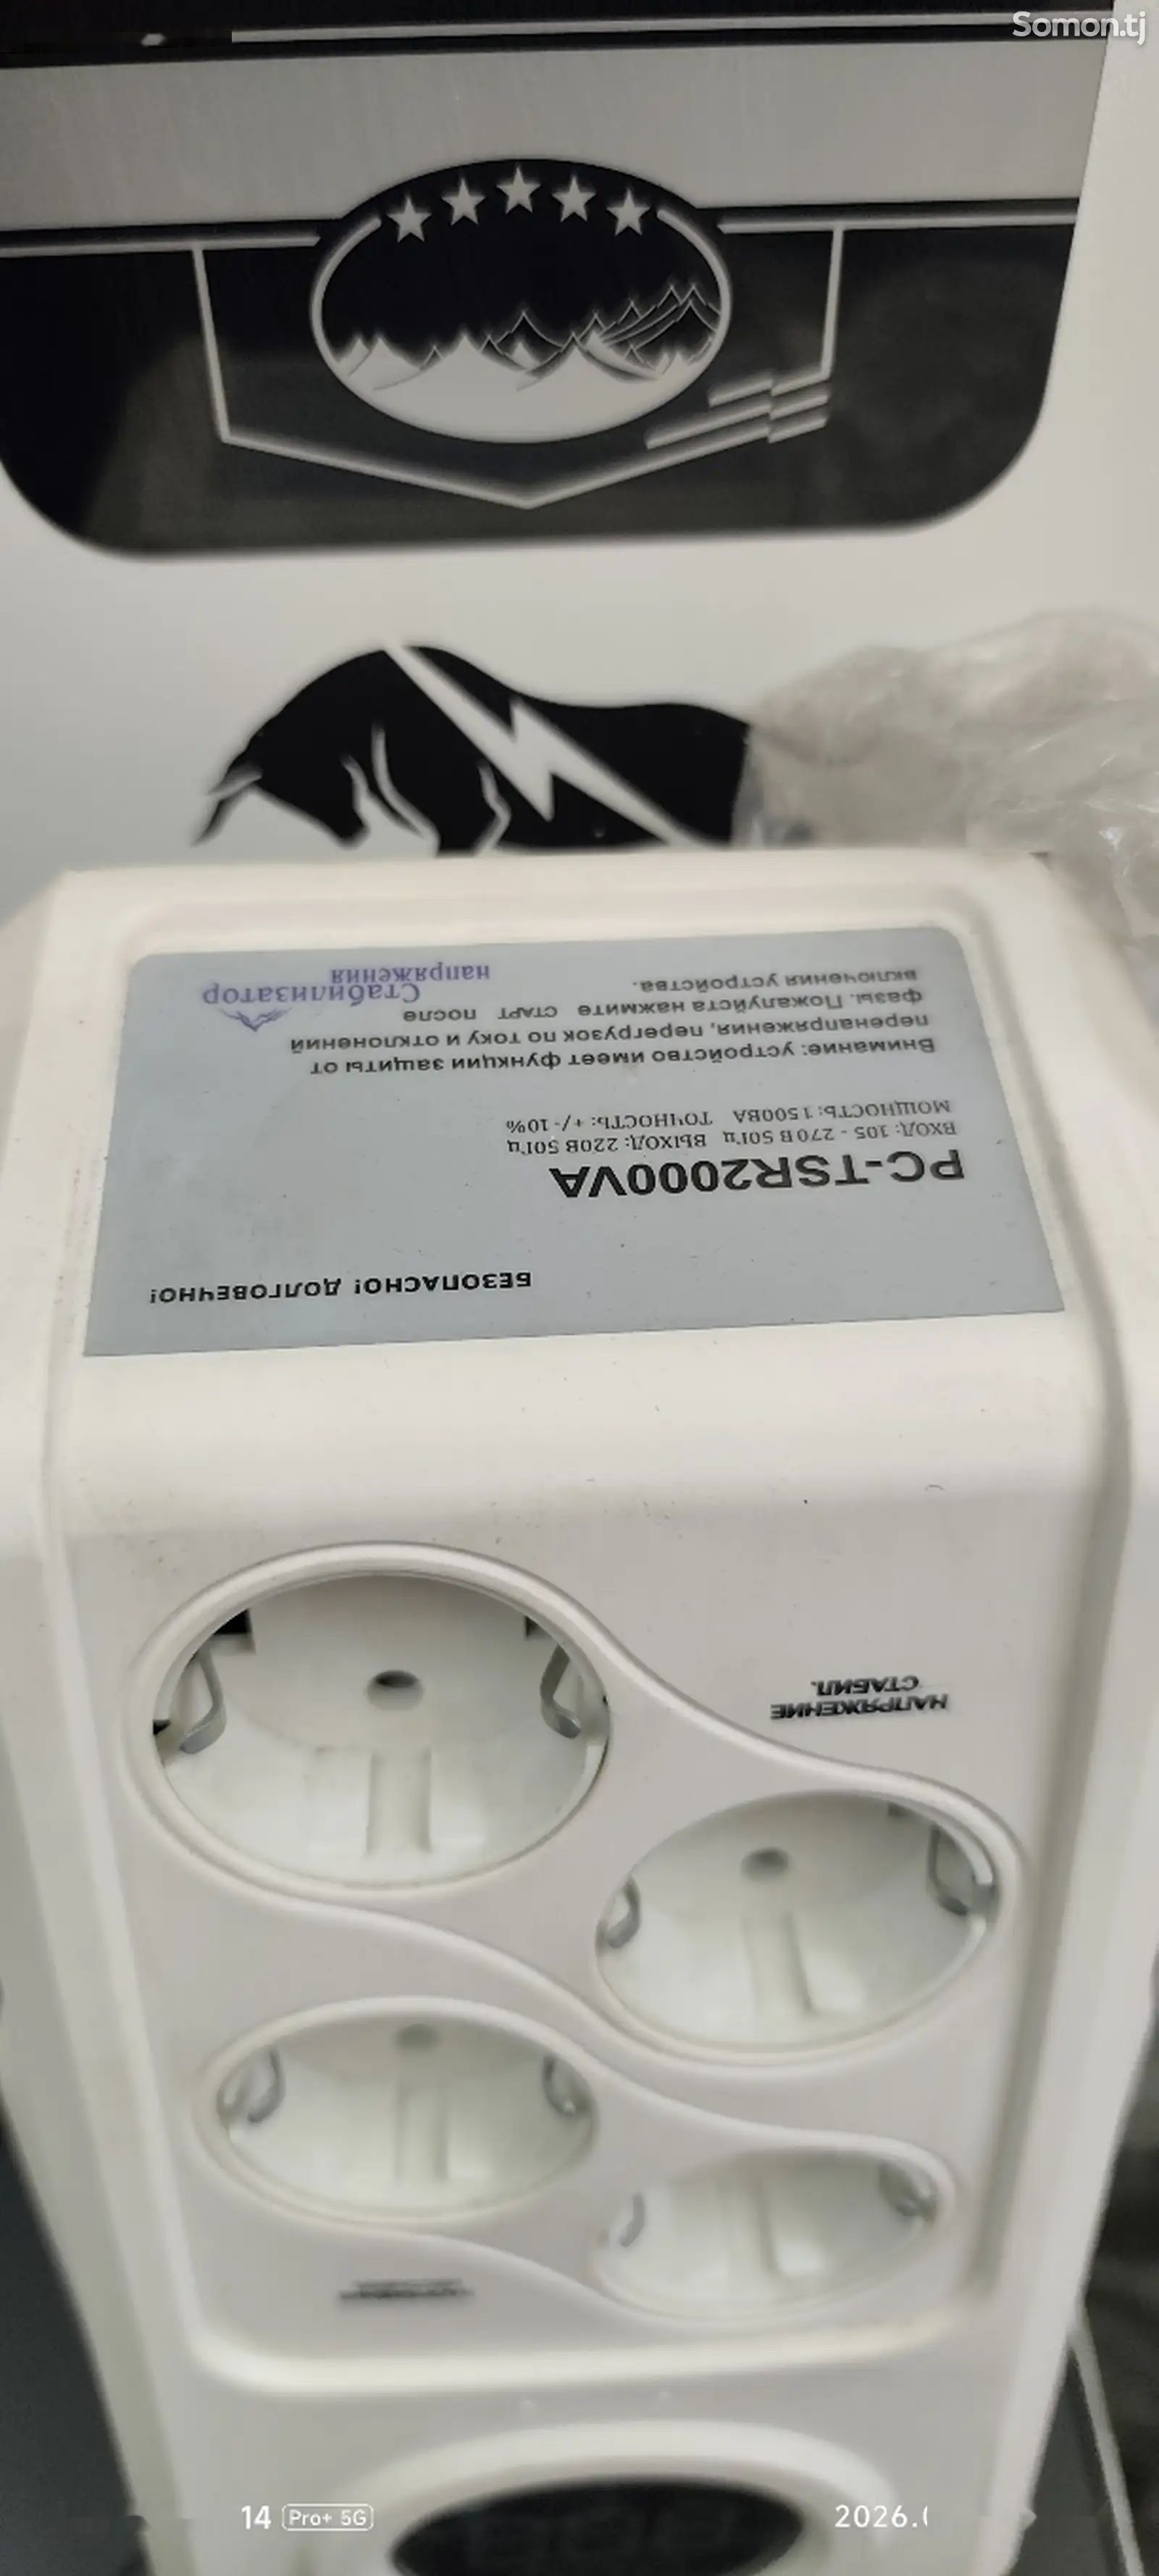 Somon.tj
БЕЗОПАСНО! ДОЛГОВЕЧНО!
PC-TSR2000VA
ВХОД: 105 - 270 В 50Гц ВЫХОД: 220В 50Гц
МОЩНОСТЬ: 1500ВА ТОЧНОСТЬ: +/- 10%
Внимание: устройство имеет функции защиты от
перенапряжения, перегрузок по току и отклонений
фазы. Пожалуйста нажмите СТАРТ после
включения устройства.
Стабилизатор
напряжения
НАПРЯЖЕНИЕ
СТАБИЛ.
14 Pro+ 5G
2026.